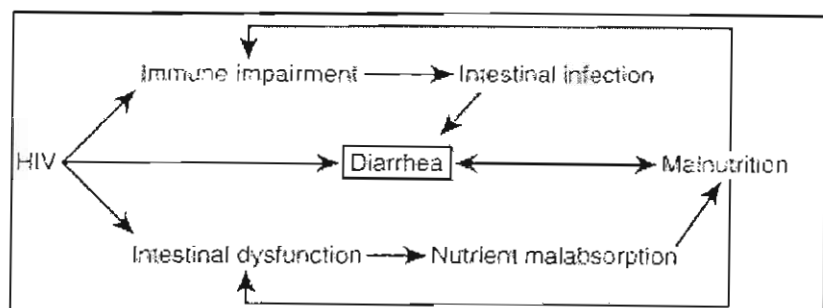 Immune impairment Intestinal infection
HIV Diarrhea Malnutrition
Intestinal dysfunction Nutrient malabsorption